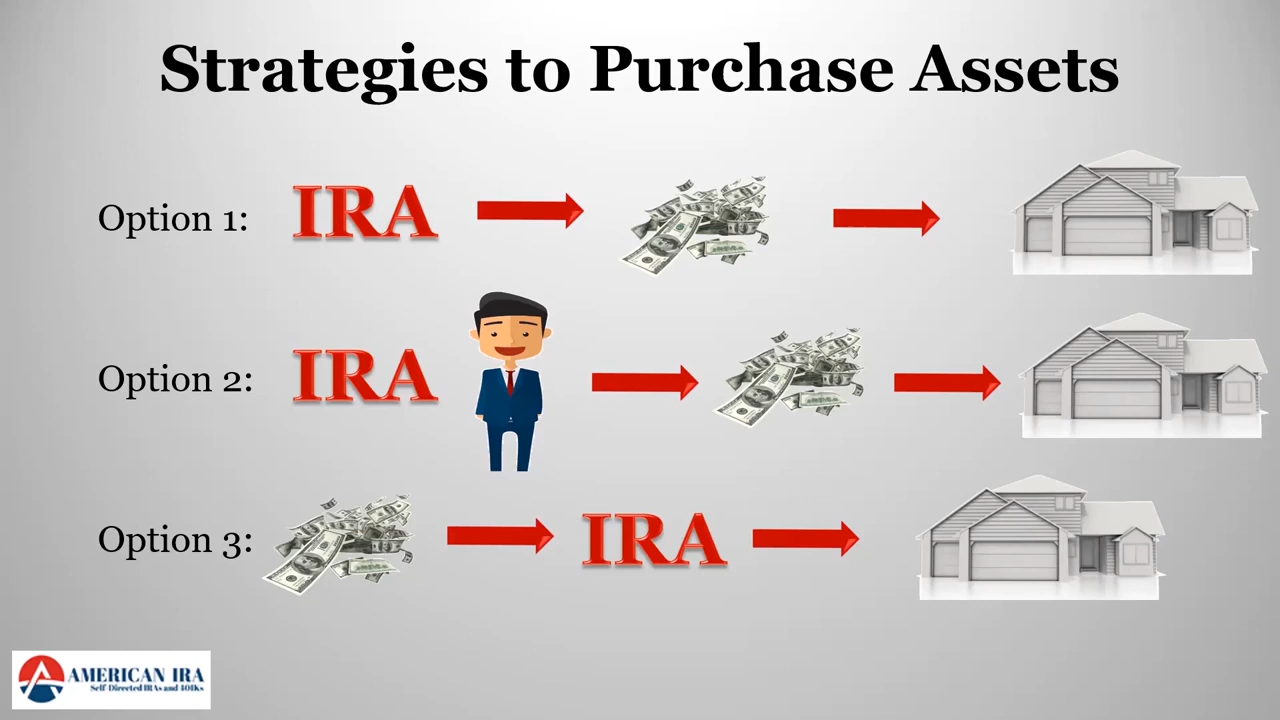 Strategies to Purchase Assets
Option 1: IRA
Option 2: IRA
Option 3: IRA
AMERICAN IRA
Self-Directed IRAs and 401Ks